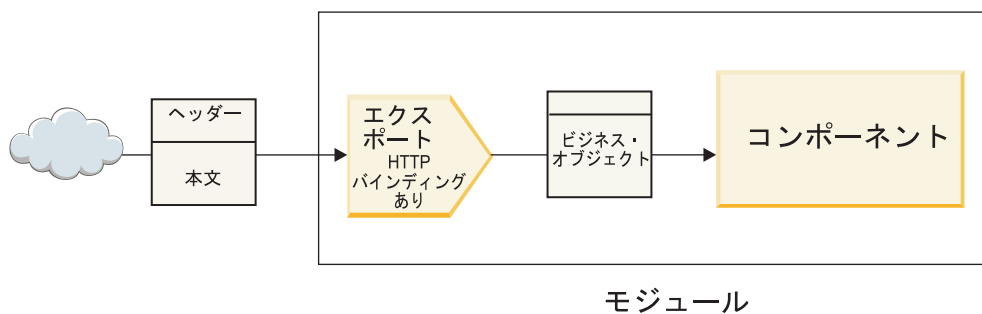 ヘッダー
本文
エクス
ポート
HTTP
バインディング
あり
ビジネス・
オブジェクト
コンポーネント
モジュール